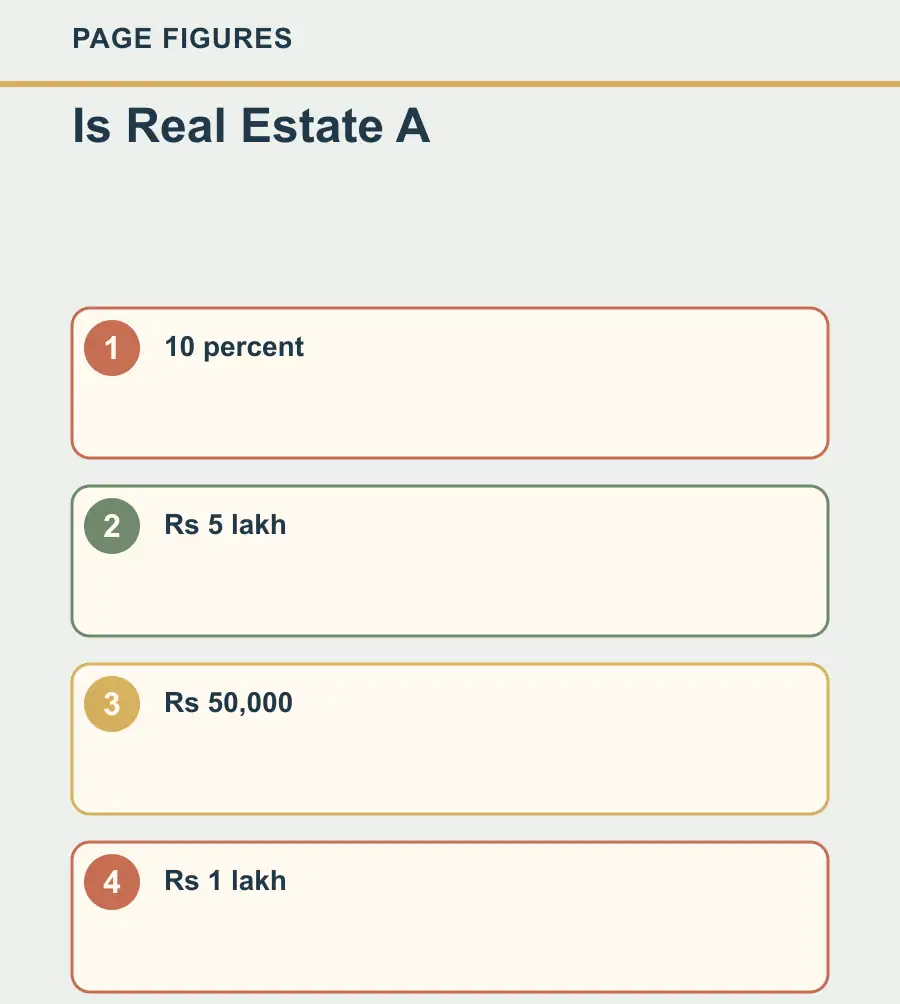 PAGE FIGURES
Is Real Estate A
1
10 percent
2
Rs 5 lakh
3
Rs 50,000
4
Rs 1 lakh